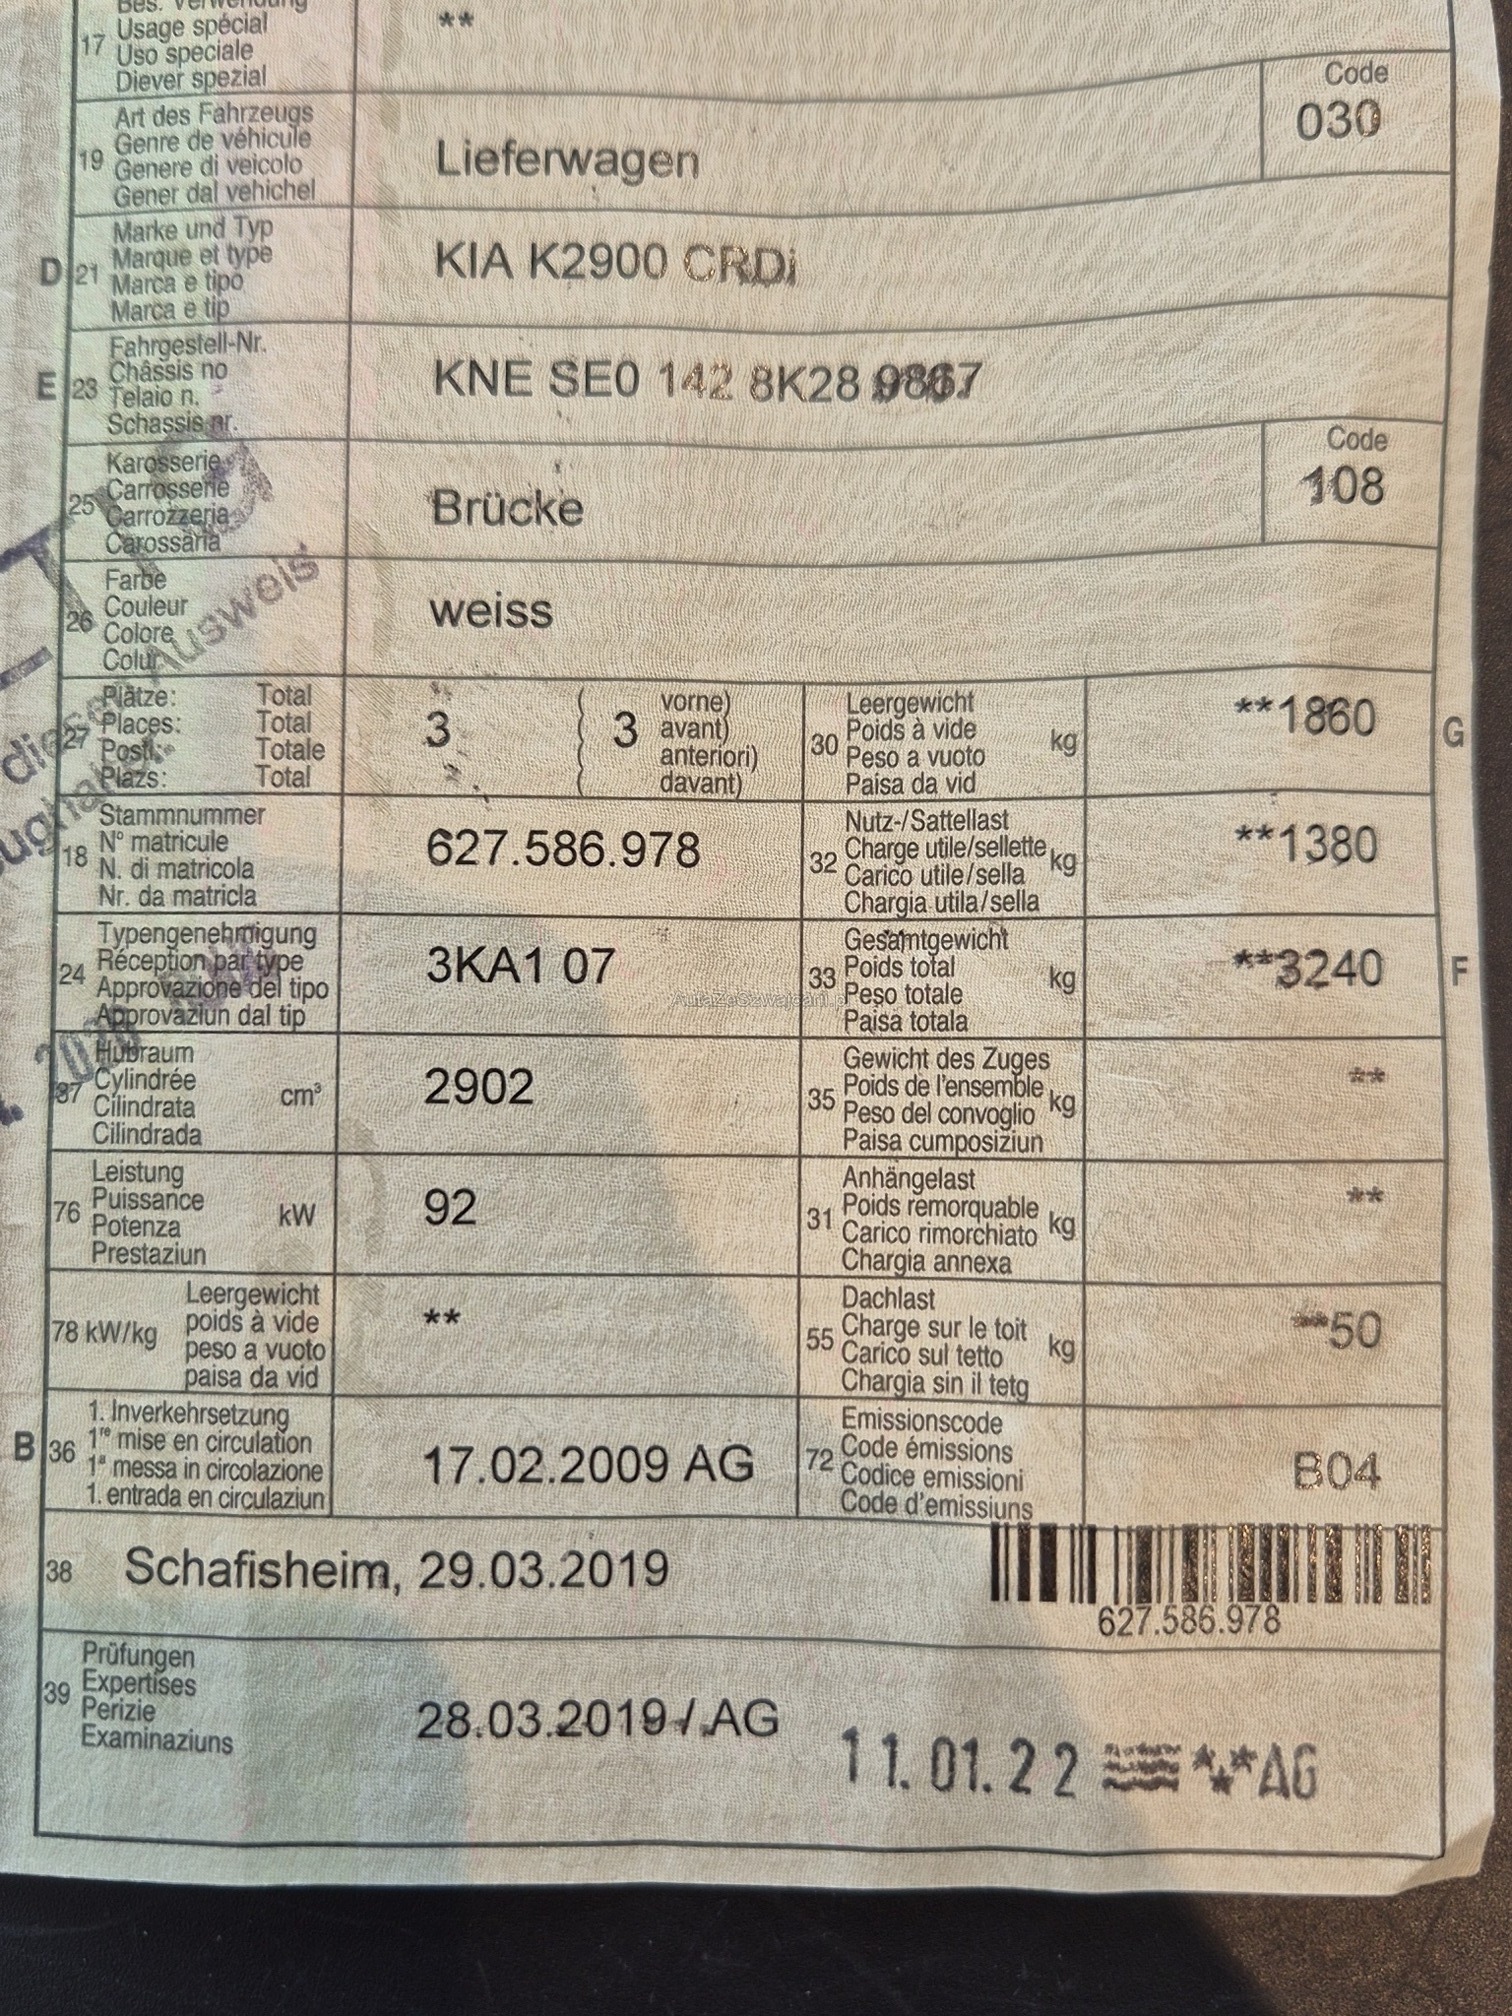 17 Usage spécial
Uso speciale
Diever spezial
**
19 Art des Fahrzeugs
Genre de véhicule
Genere di veicolo
Gener dal vehichel
Lieferwagen
Code
030
D 21 Marke und Typ
Marque et type
Marca e tipo
Marca e tip
KIA K2900 CRDi
E 23 Fahrgestell-Nr.
Châssis no
Telaio n.
Schassis nr.
KNE SE0 142 8K28
25 Karosserie
Carrosserie
Carrozzeria
Carossaria
Brücke
Code
108
26 Farbe
Couleur
Colore
Colur
weiss
27 Plätze: Total
Places: Total
Posti: Totale
Plazs: Total
3 ( 3 vorne)
avant)
anteriori)
davant)
30 Leergewicht
Poids à vide
Peso a vuoto
Paisa da vid
kg
**1860
G
18 Stammnummer
N° matricule
N. di matricola
Nr. da matricla
627.586.978
32 Nutz-/Sattellast
Charge utile/sellette
Carico utile/sella
Chargia utila/sella
kg
**1380
24 Typengenehmigung
Réception par type
Approvazione del tipo
Approvaziun dal tip
3KA1 07
33 Gesamtgewicht
Poids total
Peso totale
Paisa totala
kg
**3240
F
37 Hubraum
Cylindrée
Cilindrata
Cilindrada
cm³
2902
35 Gewicht des Zuges
Poids de l'ensemble
Peso del convoglio
Paisa cumposiziun
kg
**
76 Leistung
Puissance
Potenza
Prestaziun
kW
92
31 Anhängelast
Poids remorquable
Carico rimorchiato
Chargia annexa
kg
**
78 kW/kg Leergewicht
poids à vide
peso a vuoto
paisa da vid
**
55 Dachlast
Charge sur le toit
Carico sul tetto
Chargia sin il tetg
kg
**50
B 36 1. Inverkehrsetzung
1re mise en circulation
1a messa in circolazione
1. entrada en circulaziun
17.02.2009 AG
72 Emissionscode
Code émissions
Codice emissioni
Code d'emissiuns
B04
38 Schafisheim, 29.03.2019
627.586.978
39 Prüfungen
Expertises
Perizie
Examinaziuns
28.03.2019 / AG
11.01.22 AG
Ausweis